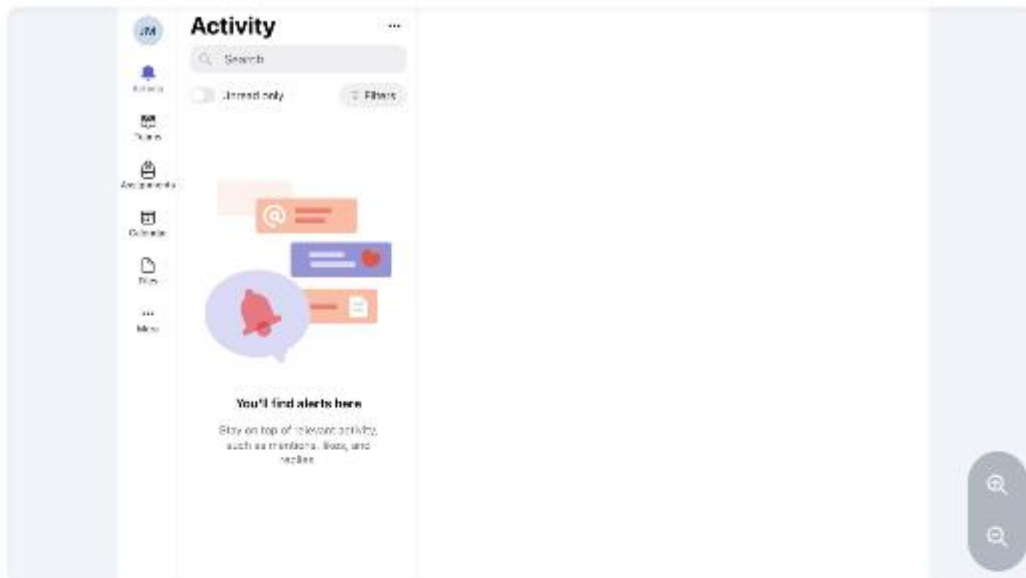 JM
Activity
Teams
Assignments
Calendar
Files
More
Activity
...
Search
Unread only
Filters
You'll find alerts here
Stay on top of relevant activity,
such as mentions, likes, and
replies